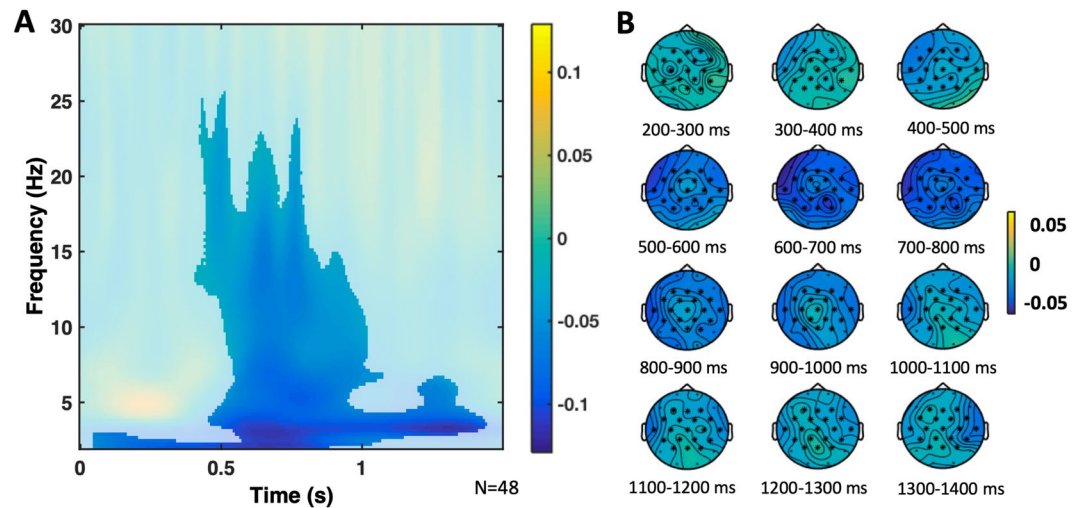 A
30
25
20
15
10
5
Frequency (Hz)
0
0.5
1
Time (s)
N=48
0.1
0.05
0
-0.05
-0.1
B
200-300 ms
300-400 ms
400-500 ms
500-600 ms
600-700 ms
700-800 ms
800-900 ms
900-1000 ms
1000-1100 ms
1100-1200 ms
1200-1300 ms
1300-1400 ms
0.05
0
-0.05